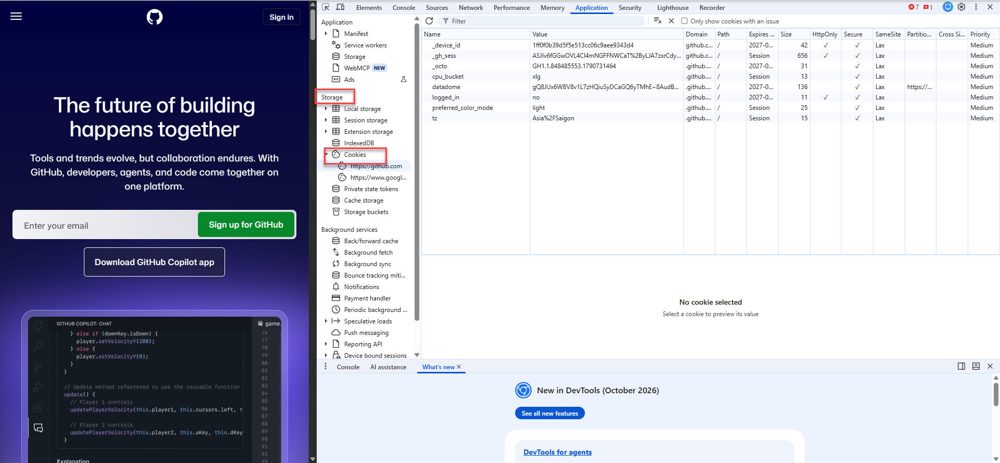 Sign in
The future of building
happens together
Tools and trends evolve, but collaboration endures. With
GitHub, developers, agents, and code come together on
one platform.
Enter your email
Sign up for GitHub
Download GitHub Copilot app
GITHUB COPILOT: CHAT
} else if (downKey.isDown) {
player.setVelocityY(200);
} else {
player.setVelocityY(0);
}
}
// Update method refactored to use the reusable function
update() {
// Player 1 controls
updatePlayerVelocity(this.player1, this.cursors.left, t
// Player 2 controls
updatePlayerVelocity(this.player2, this.aKey, this.dKey
}
Explanation
TS game.
76
77
78
79
80
81
82
83
84
85
86
87
88
89
90
91
92
93
Elements Console Sources Network Performance Memory Application Security Lighthouse Recorder 7 1
Application
Manifest
Service workers
Storage
WebMCP NEW
Ads
Storage
Local storage
Session storage
Extension storage
IndexedDB
Cookies
https://github.com
https://www.googl...
Private state tokens
Cache storage
Storage buckets
Background services
Back/forward cache
Background fetch
Background sync
Bounce tracking miti...
Notifications
Payment handler
Periodic background ...
Speculative loads
Push messaging
Reporting API
Device bound sessions
Filter Only show cookies with an issue
Name Value Domain Path Expires ... Size HttpOnly Secure SameSite Partitio... Cross Si... Priority
_device_id 1ff0f0b39d5f5e513cc06c9aee9343d4 github.c... / 2027-0... 42 ✓ ✓ Lax Medium
_gh_sess ASJIv6fGGwOVL4Cl4mNGFFNWCaT%2ByLJA7zxrCdy... github.c... / Session 656 ✓ ✓ Lax Medium
_octo GH1.1.848485553.1790731464 .github.... / 2027-0... 31 ✓ Lax Medium
cpu_bucket xlg .github.... / Session 13 ✓ Lax Medium
datadome gQ8JUx6WBV8v1L7zHQiuSyDCaGQ6yTMhE~8AudB... .github.... / 2027-0... 136 ✓ Lax https://... Medium
logged_in no .github.... / 2027-0... 11 ✓ ✓ Lax Medium
preferred_color_mode light .github.... / Session 25 ✓ Lax Medium
tz Asia%2FSaigon .github.... / Session 15 ✓ Lax Medium
No cookie selected
Select a cookie to preview its value
Console AI assistance What's new
New in DevTools (October 2026)
See all new features
DevTools for agents